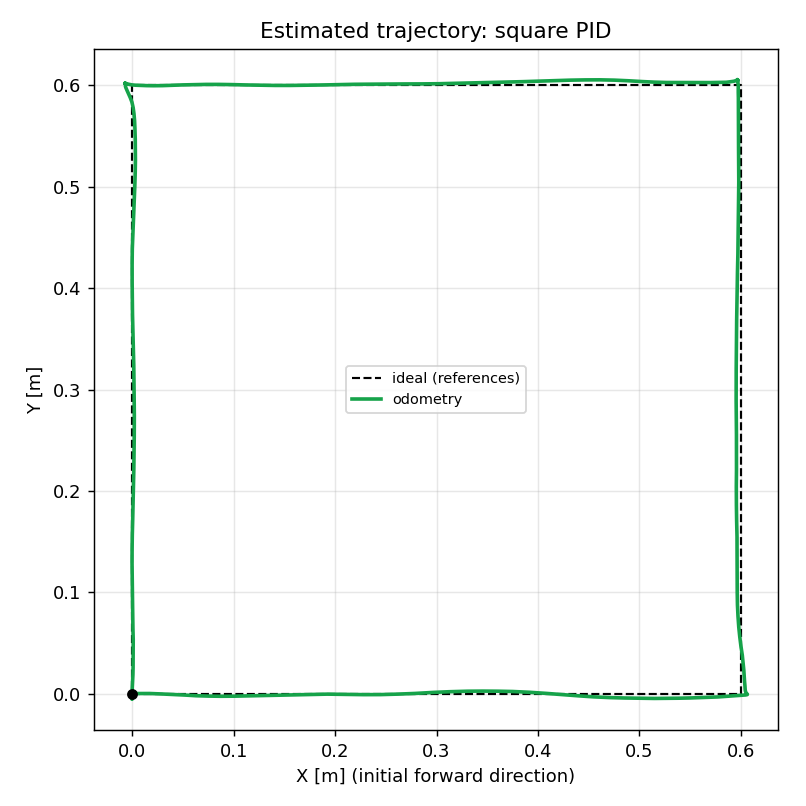 Estimated trajectory: square PID
0.6
0.5
0.4
0.3
0.2
0.1
0.0
Y [m]
ideal (references)
odometry
0.0 0.1 0.2 0.3 0.4 0.5 0.6
X [m] (initial forward direction)